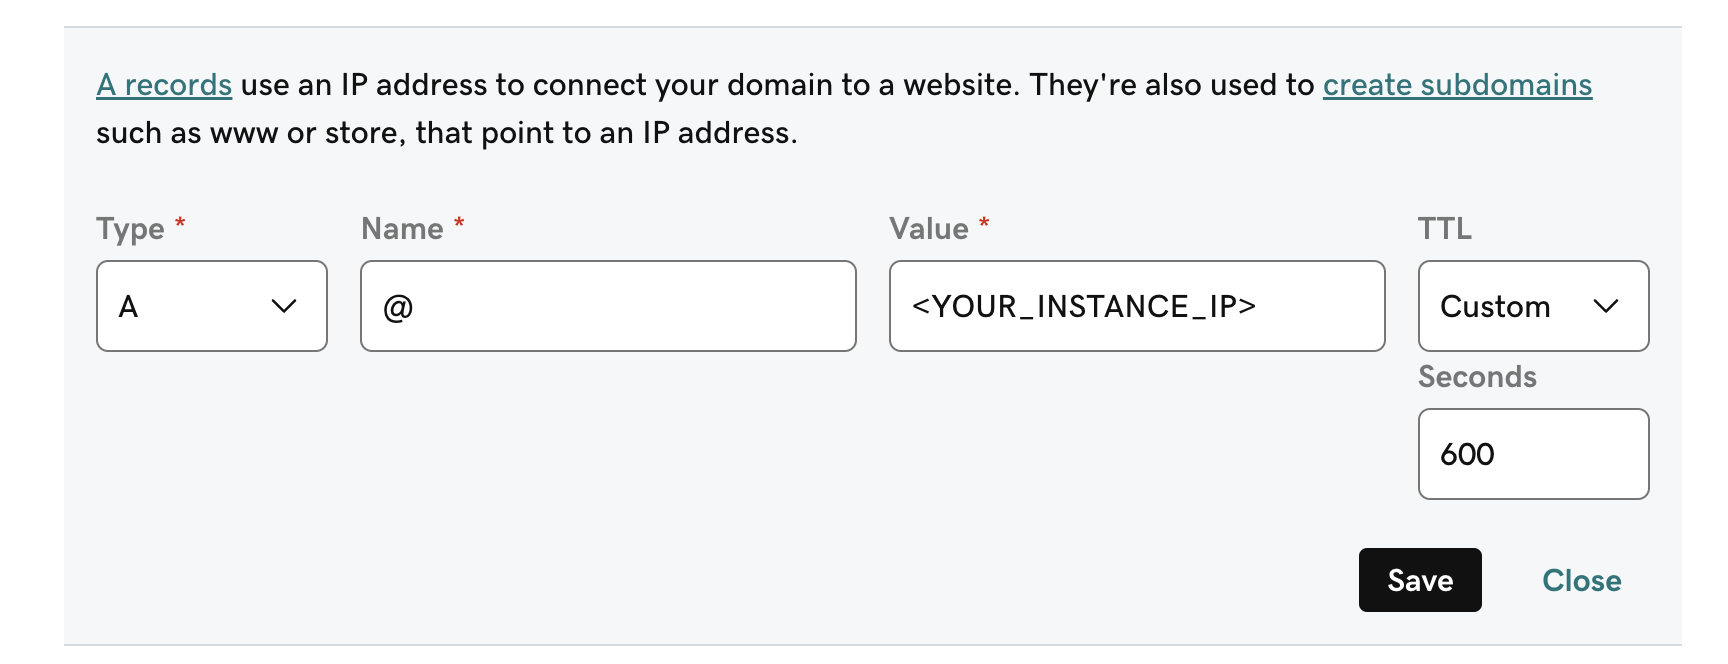 A records use an IP address to connect your domain to a website. They're also used to create subdomains
such as www or store, that point to an IP address.
Type * Name * Value * TTL
A @ <YOUR_INSTANCE_IP> Custom
Seconds
600
Save Close